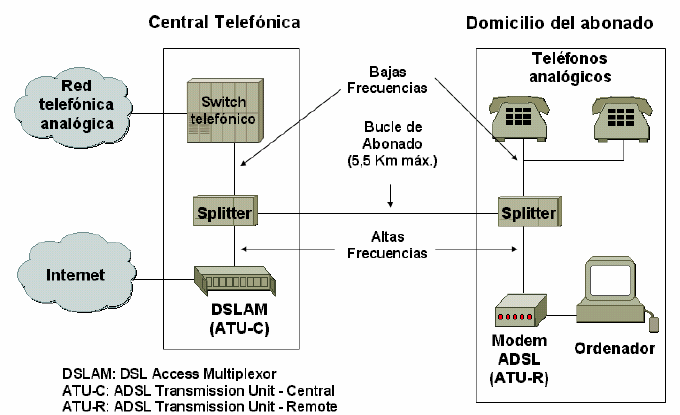 Central Telefónica
Domicilio del abonado
Red
telefónica
analógica
Switch
telefónico
Bajas
Frecuencias
Teléfonos
analógicos
Bucle de
Abonado
(5,5 Km máx.)
Splitter
Splitter
Altas
Frecuencias
Internet
DSLAM
(ATU-C)
Modem
ADSL
(ATU-R)
Ordenador
DSLAM: DSL Access Multiplexor
ATU-C: ADSL Transmission Unit - Central
ATU-R: ADSL Transmission Unit - Remote